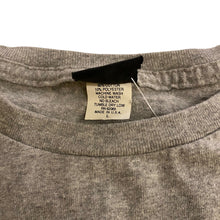 10% POLYESTER
MACHINE WASH
COLD WATER
NO BLEACH
TUMBLE DRY LOW
MADE IN U.S.A.
L